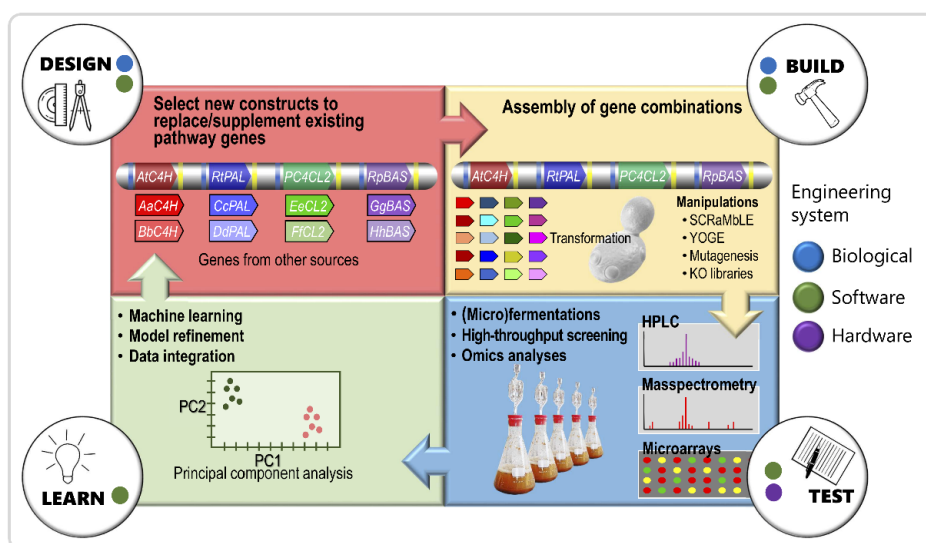 DESIGN
BUILD
Select new constructs to
replace/supplement existing
pathway genes
Assembly of gene combinations
AtC4H
RtPAL
PC4CL2
RpBAS
AaC4H
CcPAL
EeCL2
GgBAS
BbC4H
DdPAL
FfCL2
HhBAS
Genes from other sources
AtC4H
RtPAL
PC4CL2
RpBAS
Transformation
Manipulations
• SCRaMbLE
• YOGE
• Mutagenesis
• KO libraries
Engineering
system
Biological
Software
Hardware
• Machine learning
• Model refinement
• Data integration
PC2
PC1
Principal component analysis
• (Micro)fermentations
• High-throughput screening
• Omics analyses
HPLC
Masspectrometry
Microarrays
LEARN
TEST